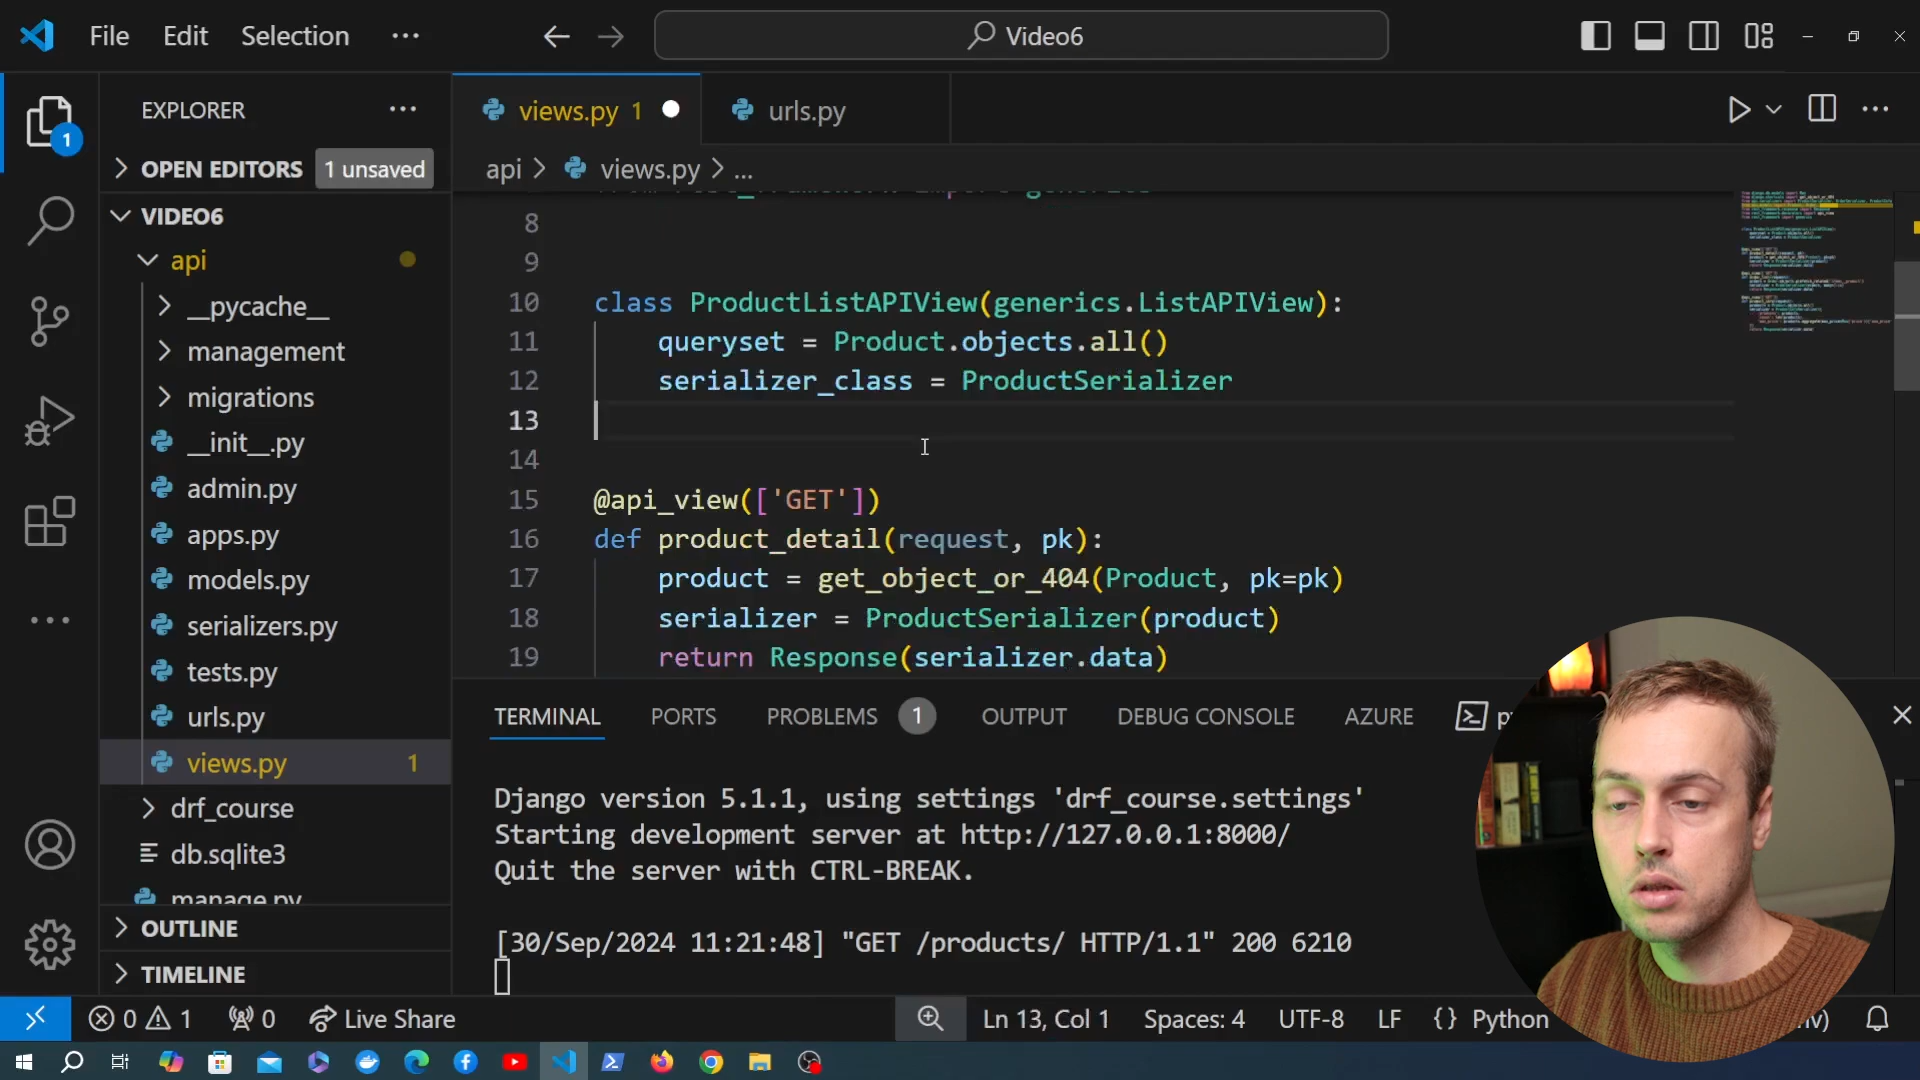 File Edit Selection ...
Video6
EXPLORER
OPEN EDITORS 1 unsaved
VIDEO6
api
__pycache__
management
migrations
__init__.py
admin.py
apps.py
models.py
serializers.py
tests.py
urls.py
views.py 1
drf_course
db.sqlite3
manage.py
OUTLINE
TIMELINE
1
views.py 1
urls.py
api > views.py > ...
8
9
10 class ProductListAPIView(generics.ListAPIView):
11 queryset = Product.objects.all()
12 serializer_class = ProductSerializer
13
14
15 @api_view(['GET'])
16 def product_detail(request, pk):
17 product = get_object_or_404(Product, pk=pk)
18 serializer = ProductSerializer(product)
19 return Response(serializer.data)
TERMINAL PORTS PROBLEMS 1 OUTPUT DEBUG CONSOLE AZURE
Django version 5.1.1, using settings 'drf_course.settings'
Starting development server at http://127.0.0.1:8000/
Quit the server with CTRL-BREAK.
[30/Sep/2024 11:21:48] "GET /products/ HTTP/1.1" 200 6210
0 1 0 Live Share Ln 13, Col 1 Spaces: 4 UTF-8 LF {} Python